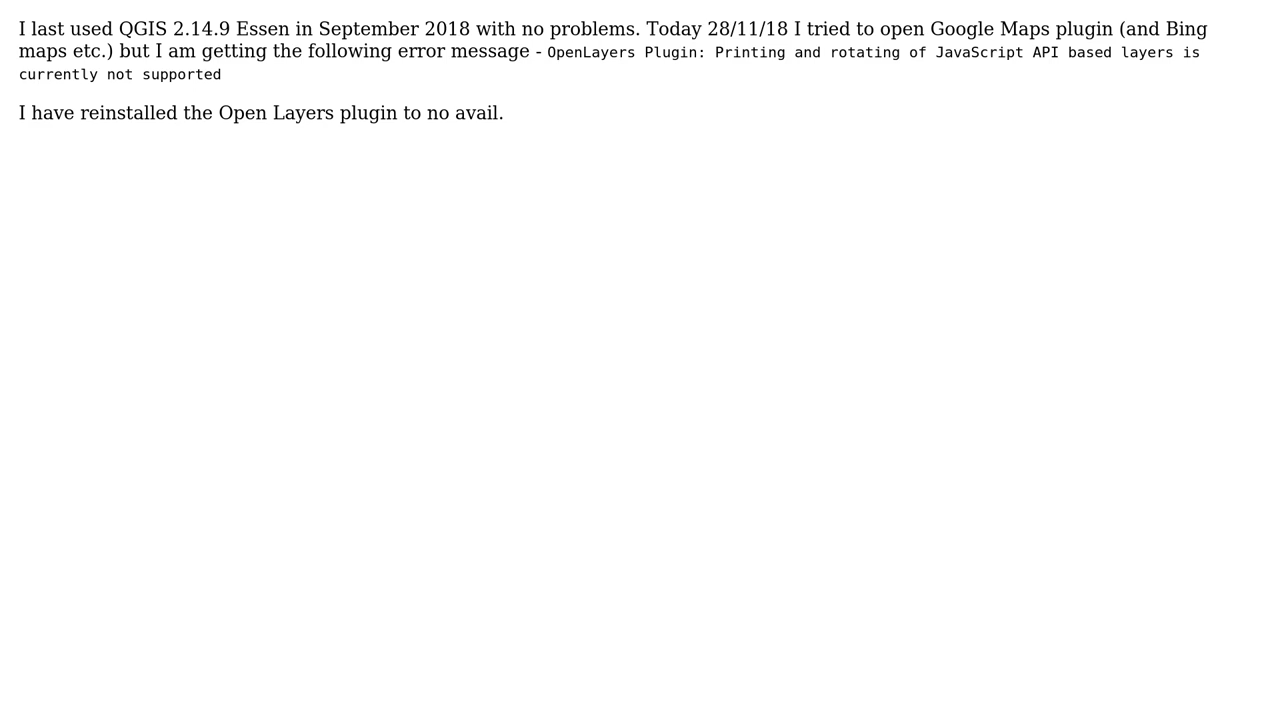 I last used QGIS 2.14.9 Essen in September 2018 with no problems. Today 28/11/18 I tried to open Google Maps plugin (and Bing
maps etc.) but I am getting the following error message - OpenLayers Plugin: Printing and rotating of JavaScript API based layers is
currently not supported
I have reinstalled the Open Layers plugin to no avail.